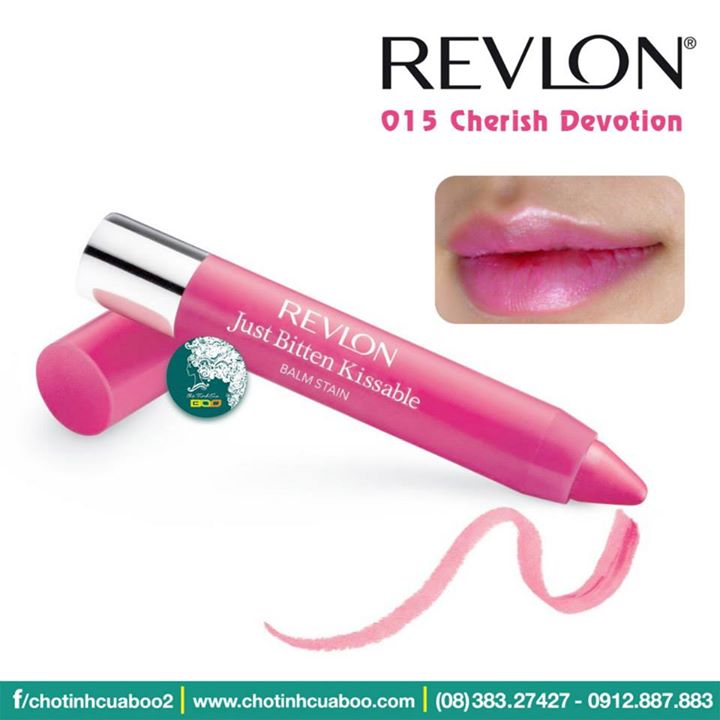 REVLON®
015 Cherish Devotion
REVLON
Just Bitten Kissable
BALM STAIN
BOO
f/chotinhcuaboo2 | www.chotinhcuaboo.com | (08)383.27427 - 0912.887.883